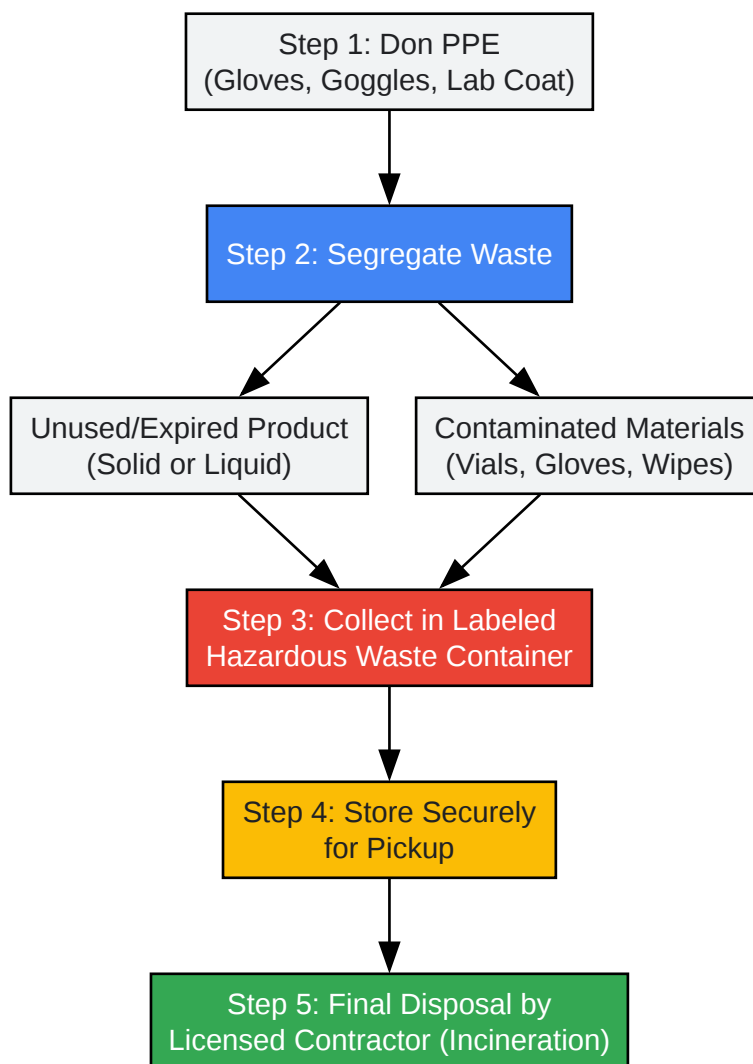 Step 1: Don PPE
(Gloves, Goggles, Lab Coat)
Step 2: Segregate Waste
Unused/Expired Product
(Solid or Liquid)
Contaminated Materials
(Vials, Gloves, Wipes)
Step 3: Collect in Labeled
Hazardous Waste Container
Step 4: Store Securely
for Pickup
Step 5: Final Disposal by
Licensed Contractor (Incineration)